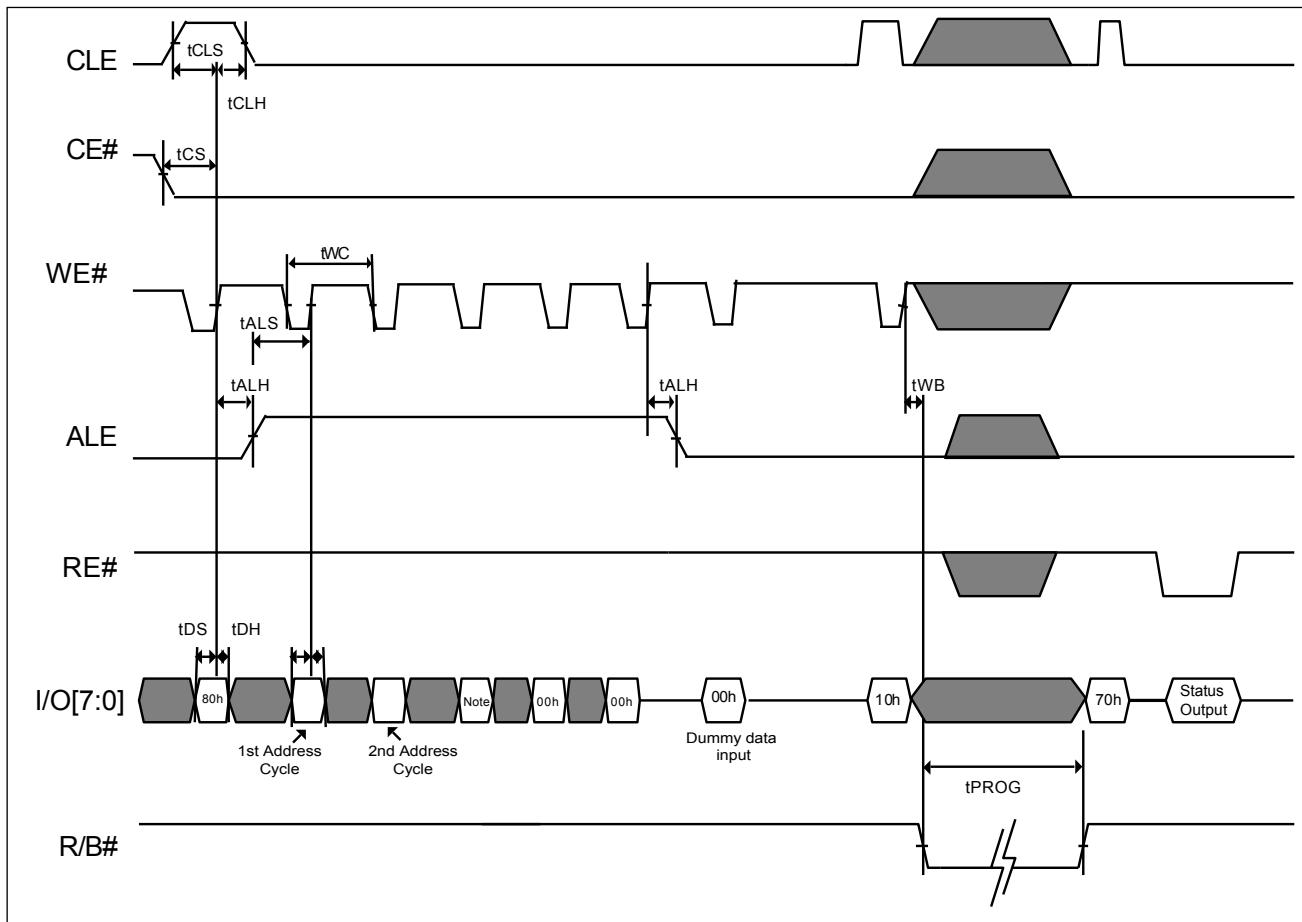 CLE
tCLS
tCLH
CE#
tCS
WE#
tWC
tALS
tALH
tALH
tWB
ALE
RE#
tDS
tDH
I/O[7:0]
80h
Note
00h
00h
00h
10h
70h
Status
Output
1st Address
Cycle
2nd Address
Cycle
Dummy data
input
tPROG
R/B#